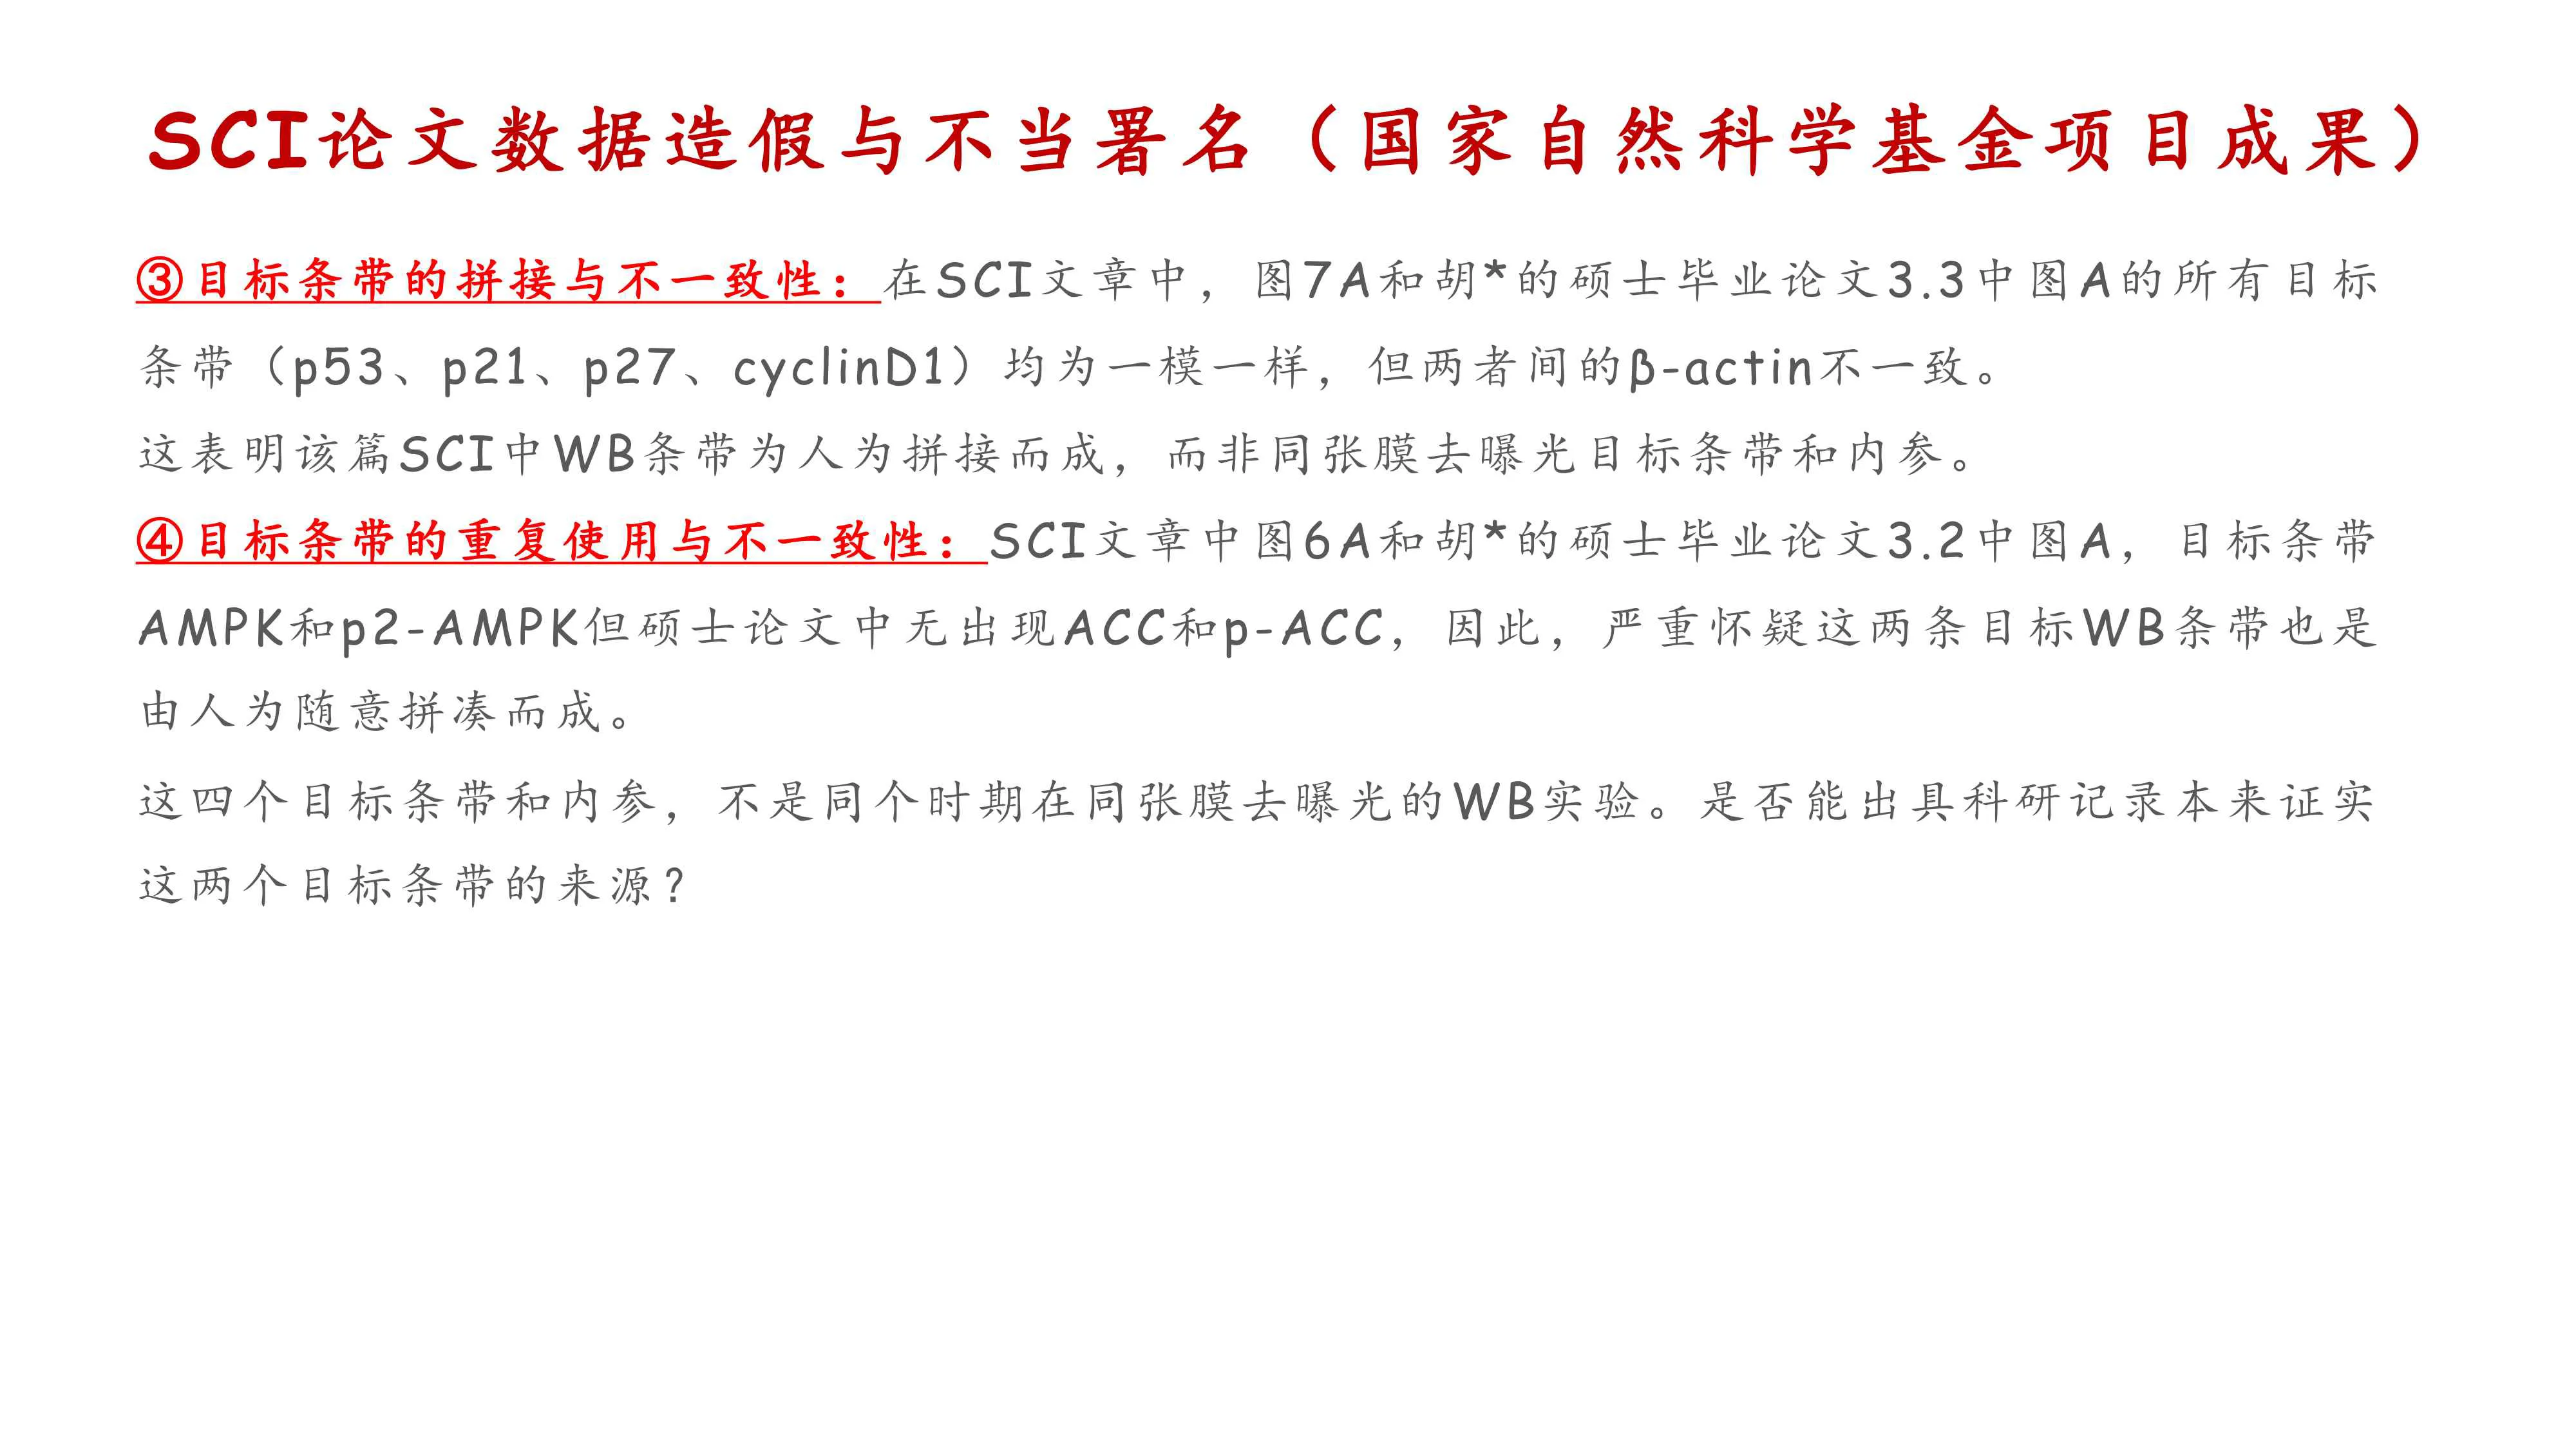 SCI论文数据造假与不当署名（国家自然科学基金项目成果）
③目标条带的拼接与不一致性：在SCI文章中，图7A和胡*的硕士毕业论文3.3中图A的所有目标
条带（p53、p21、p27、cyclinD1）均为一模一样，但两者间的β-actin不一致。
这表明该篇SCI中WB条带为人为拼接而成，而非同张膜去曝光目标条带和内参。
④目标条带的重复使用与不一致性：SCI文章中图6A和胡*的硕士毕业论文3.2中图A，目标条带
AMPK和p2-AMPK但硕士论文中无出现ACC和p-ACC，因此，严重怀疑这两条目标WB条带也是
由人为随意拼凑而成。
这四个目标条带和内参，不是同个时期在同张膜去曝光的WB实验。是否能出具科研记录本来证实
这两个目标条带的来源？